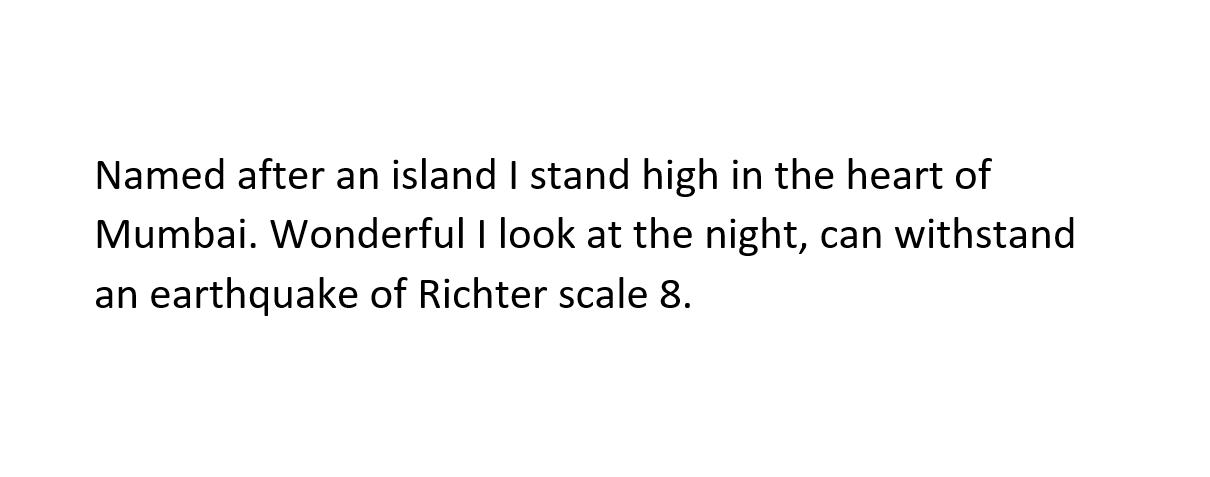 Named after an island I stand high in the heart of
Mumbai. Wonderful I look at the night, can withstand
an earthquake of Richter scale 8.